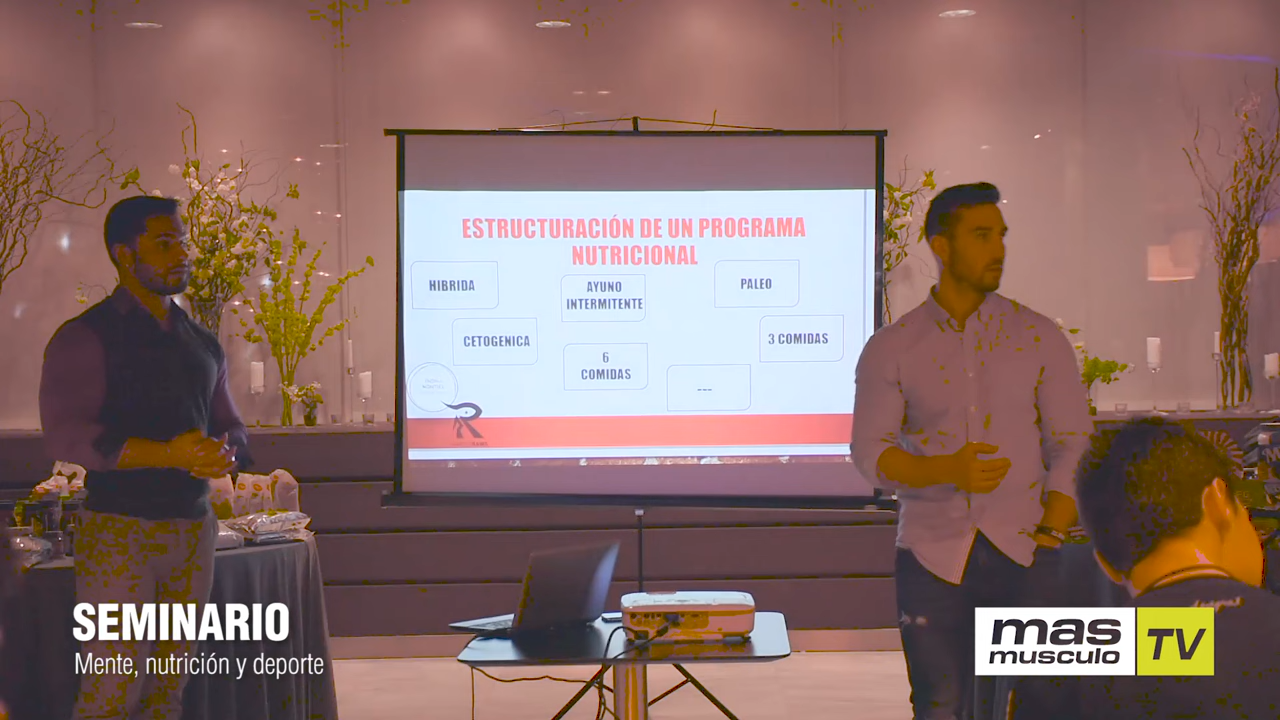 ESTRUCTURACIÓN DE UN PROGRAMA
NUTRICIONAL
HIBRIDA
AYUNO
INTERMITENTE
PALEO
CETOGENICA
6
COMIDAS
3 COMIDAS
---
R
SEMINARIO
Mente, nutrición y deporte
mas
musculo
TV